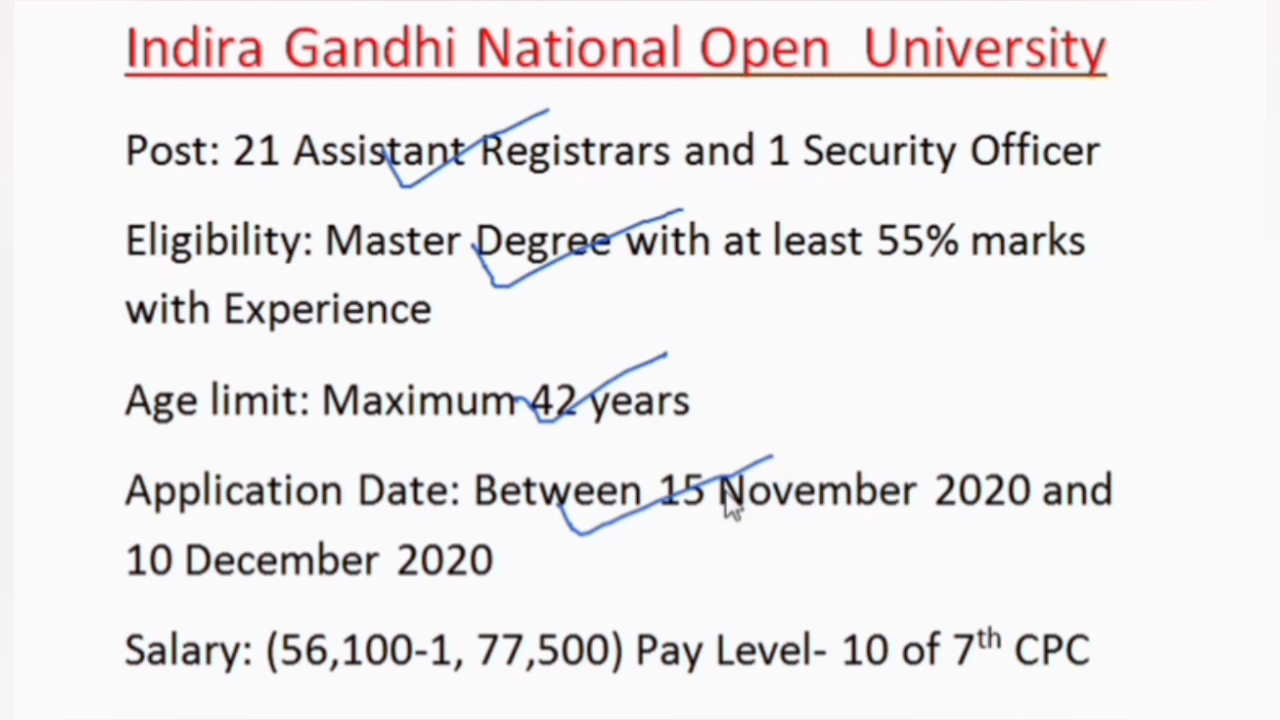 Indira Gandhi National Open University
Post: 21 Assistant Registrars and 1 Security Officer
Eligibility: Master Degree with at least 55% marks
with Experience
Age limit: Maximum 42 years
Application Date: Between 15 November 2020 and
10 December 2020
Salary: (56,100-1, 77,500) Pay Level- 10 of 7th CPC